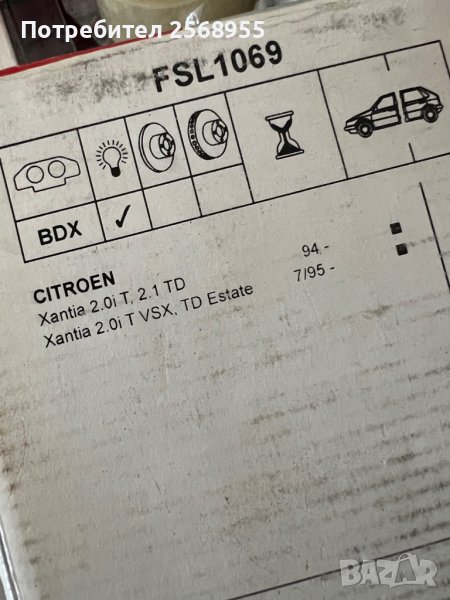 Потребител 2568955
FSL1069
BDX ✓
CITROEN
Xantia 2.0i T, 2.1 TD 94 -
Xantia 2.0i T VSX, TD Estate 7/95 -
BAZAR